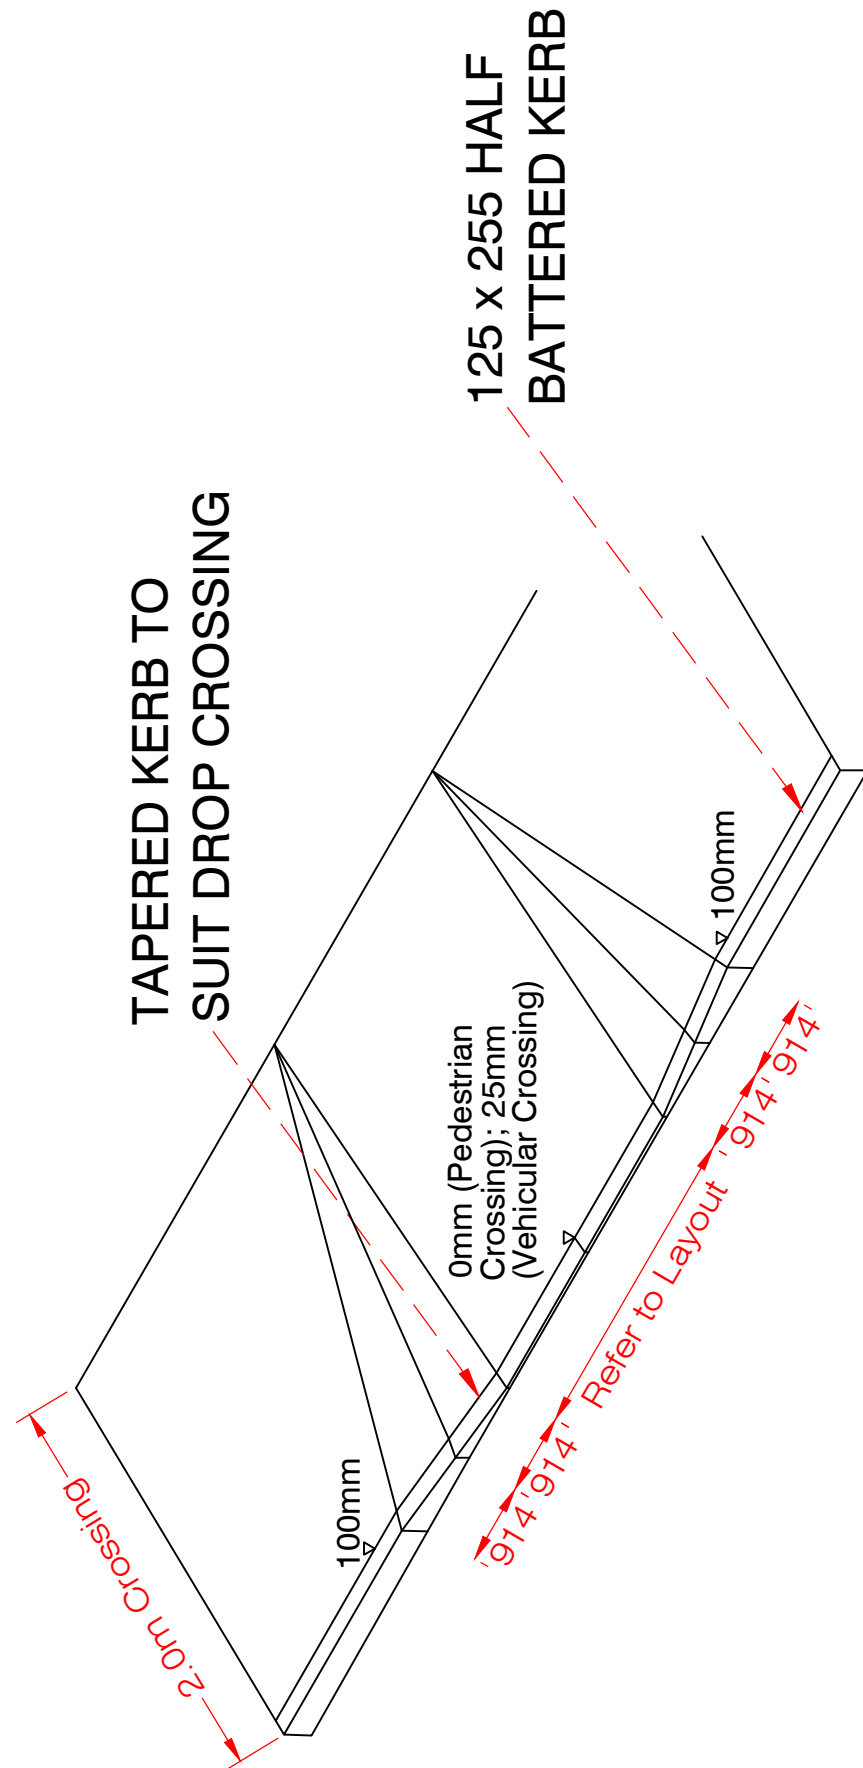 TAPERED KERB TO
SUIT DROP CROSSING
125 x 255 HALF
BATTERED KERB
2.0m Crossing
100mm
0mm (Pedestrian
Crossing); 25mm
(Vehicular Crossing)
100mm
'914'
914'
Refer to Layout
'914'
914'